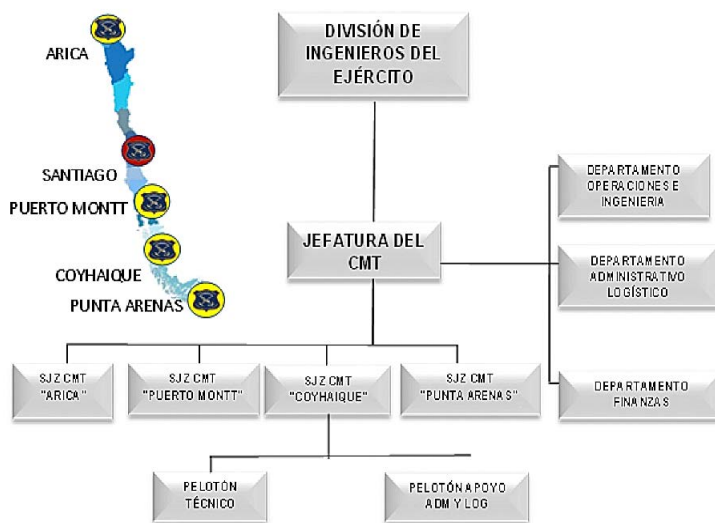 ARICA
SANTIAGO
PUERTO MONTT
COYHAIQUE
PUNTA ARENAS
DIVISIÓN DE
INGENIEROS DEL
EJÉRCITO
JEFATURA DEL
CMT
DEPARTAMENTO
OPERACIONES E
INGENIERIA
DEPARTAMENTO
ADMINISTRATIVO
LOGÍSTICO
DEPARTAMENTO
FINANZAS
SJZ CMT
"ARICA"
SJZ CMT
"PUERTO MONTT"
SJZ CMT
"COYHAIQUE"
SJZ CMT
"PUNTA ARENAS"
PELOTÓN
TÉCNICO
PELOTÓN APOYO
ADM Y LOG